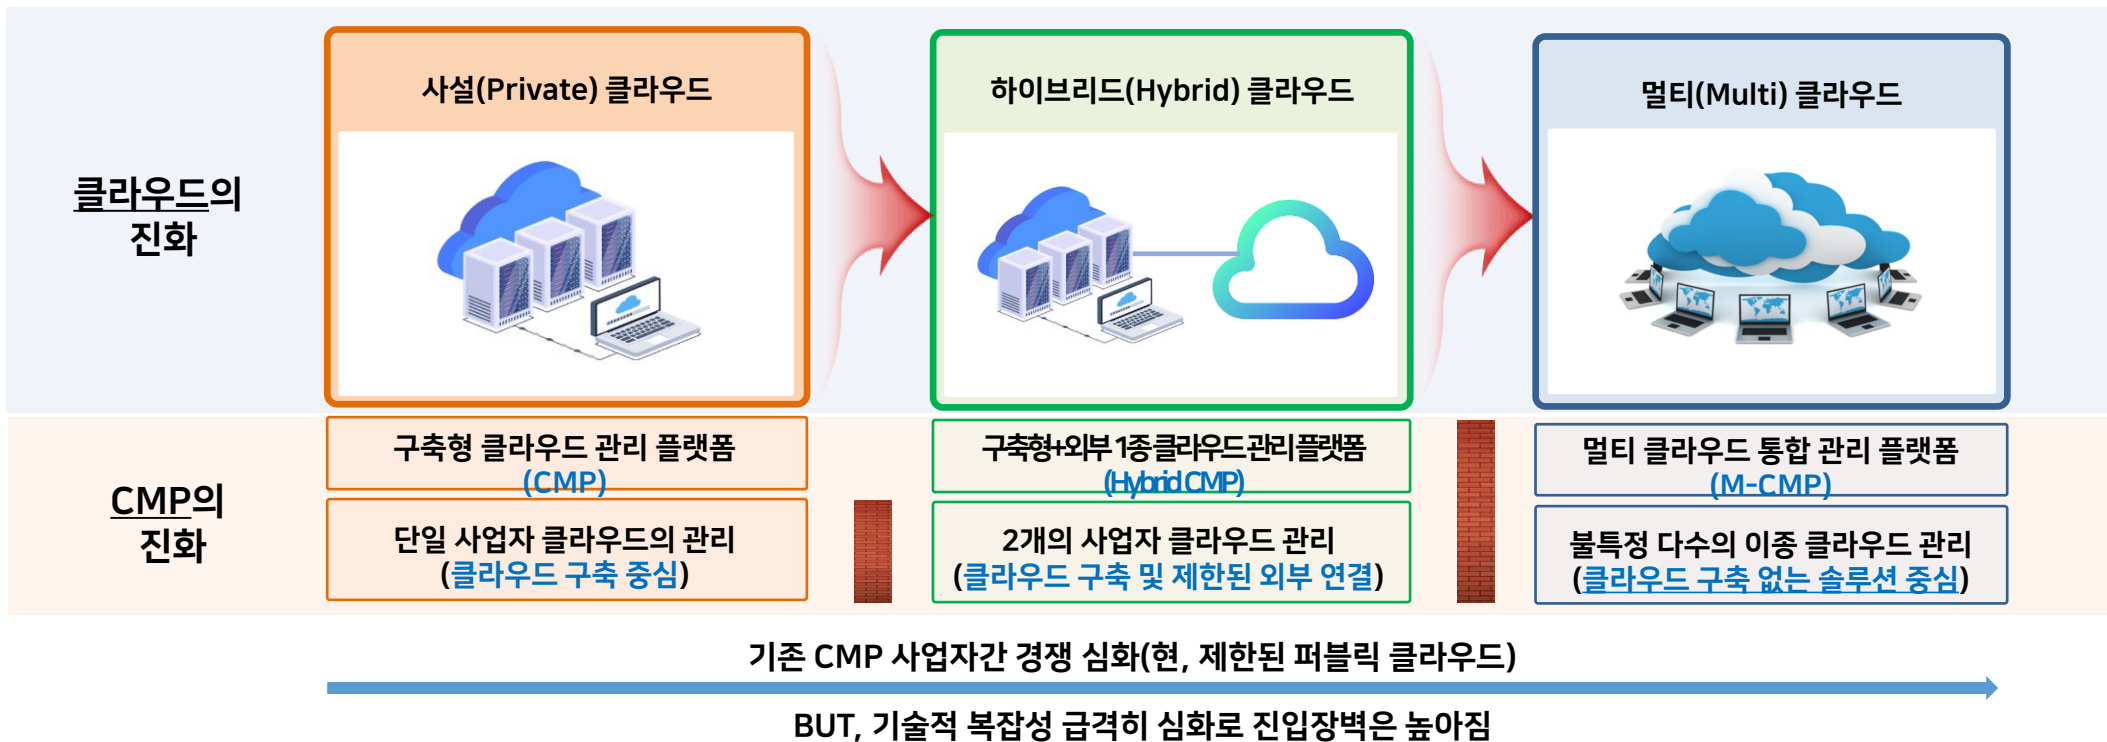 사설(Private) 클라우드
하이브리드(Hybrid) 클라우드
멀티(Multi) 클라우드
클라우드의
진화
구축형 클라우드 관리 플랫폼
(CMP)
구축형+외부 1종 클라우드 관리 플랫폼
(Hybrid CMP)
멀티 클라우드 통합 관리 플랫폼
(M-CMP)
CMP의
진화
단일 사업자 클라우드의 관리
(클라우드 구축 중심)
2개의 사업자 클라우드 관리
(클라우드 구축 및 제한된 외부 연결)
불특정 다수의 이종 클라우드 관리
(클라우드 구축 없는 솔루션 중심)
기존 CMP 사업자간 경쟁 심화(현, 제한된 퍼블릭 클라우드)
BUT, 기술적 복잡성 급격히 심화로 진입장벽은 높아짐